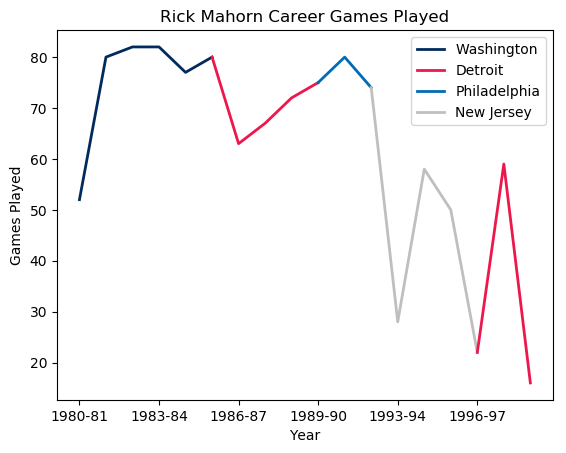 Rick Mahorn Career Games Played
Washington
Detroit
Philadelphia
New Jersey
80
70
60
50
40
30
20
Games Played
1980-81 1983-84 1986-87 1989-90 1993-94 1996-97
Year